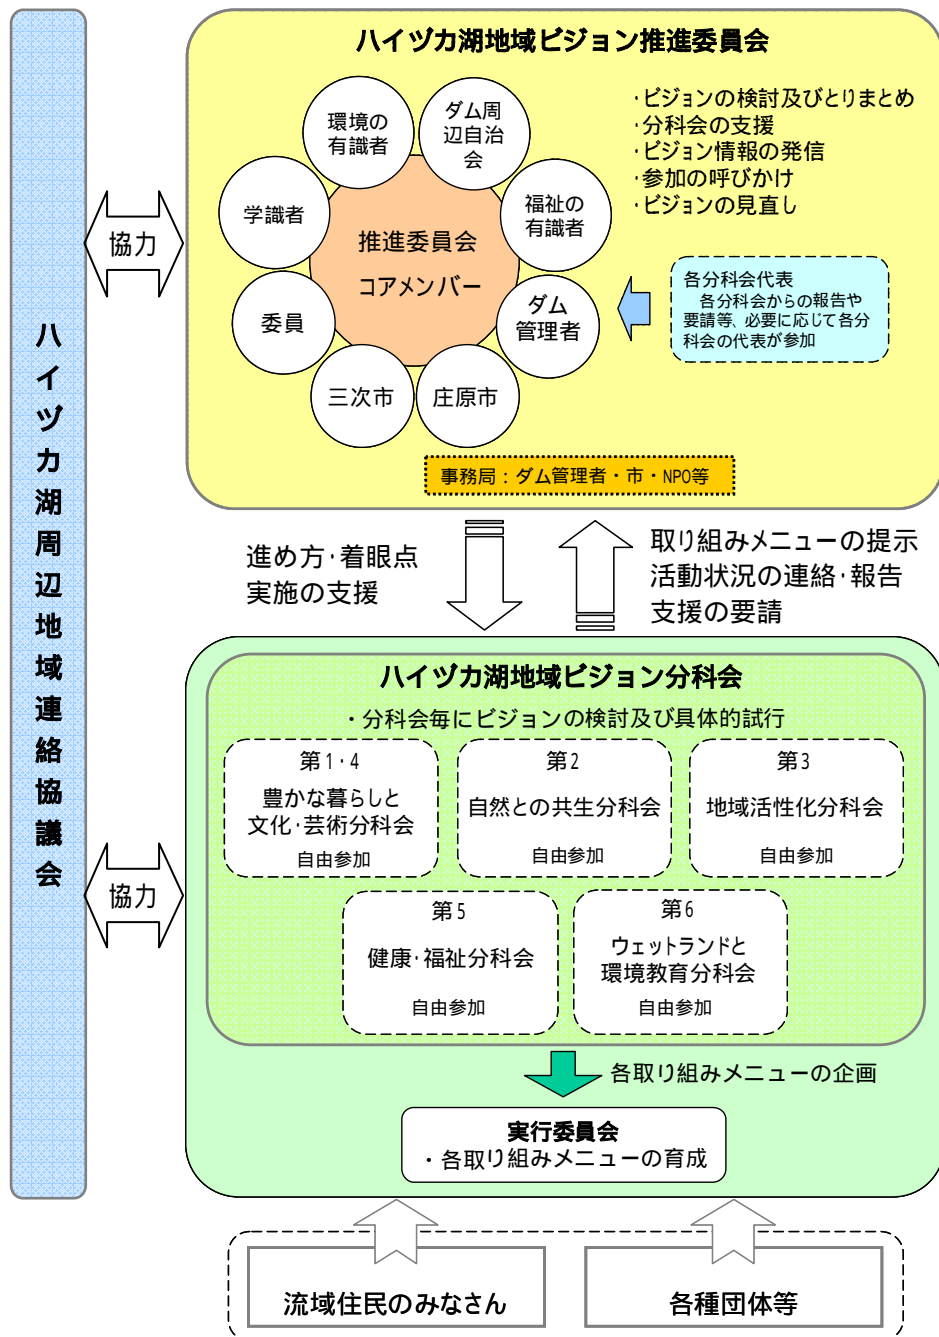 ハイヅカ湖周辺地域連絡協議会
協力
協力
ハイヅカ湖地域ビジョン推進委員会
環境の
有識者
ダム周
辺自治
会
学識者
福祉の
有識者
委員
ダム
管理者
三次市
庄原市
推進委員会
コアメンバー
･ビジョンの検討及びとりまとめ
･分科会の支援
･ビジョン情報の発信
･参加の呼びかけ
･ビジョンの見直し
各分科会代表
各分科会からの報告や
要請等、必要に応じて各分
科会の代表が参加
事務局：ダム管理者・市・NPO等
進め方･着眼点
実施の支援
取り組みメニューの提示
活動状況の連絡･報告
支援の要請
ハイヅカ湖地域ビジョン分科会
・分科会毎にビジョンの検討及び具体的試行
第1･4
豊かな暮らしと
文化･芸術分科会
自由参加
第2
自然との共生分科会
自由参加
第3
地域活性化分科会
自由参加
第5
健康･福祉分科会
自由参加
第6
ウェットランドと
環境教育分科会
自由参加
各取り組みメニューの企画
実行委員会
・各取り組みメニューの育成
流域住民のみなさん
各種団体等